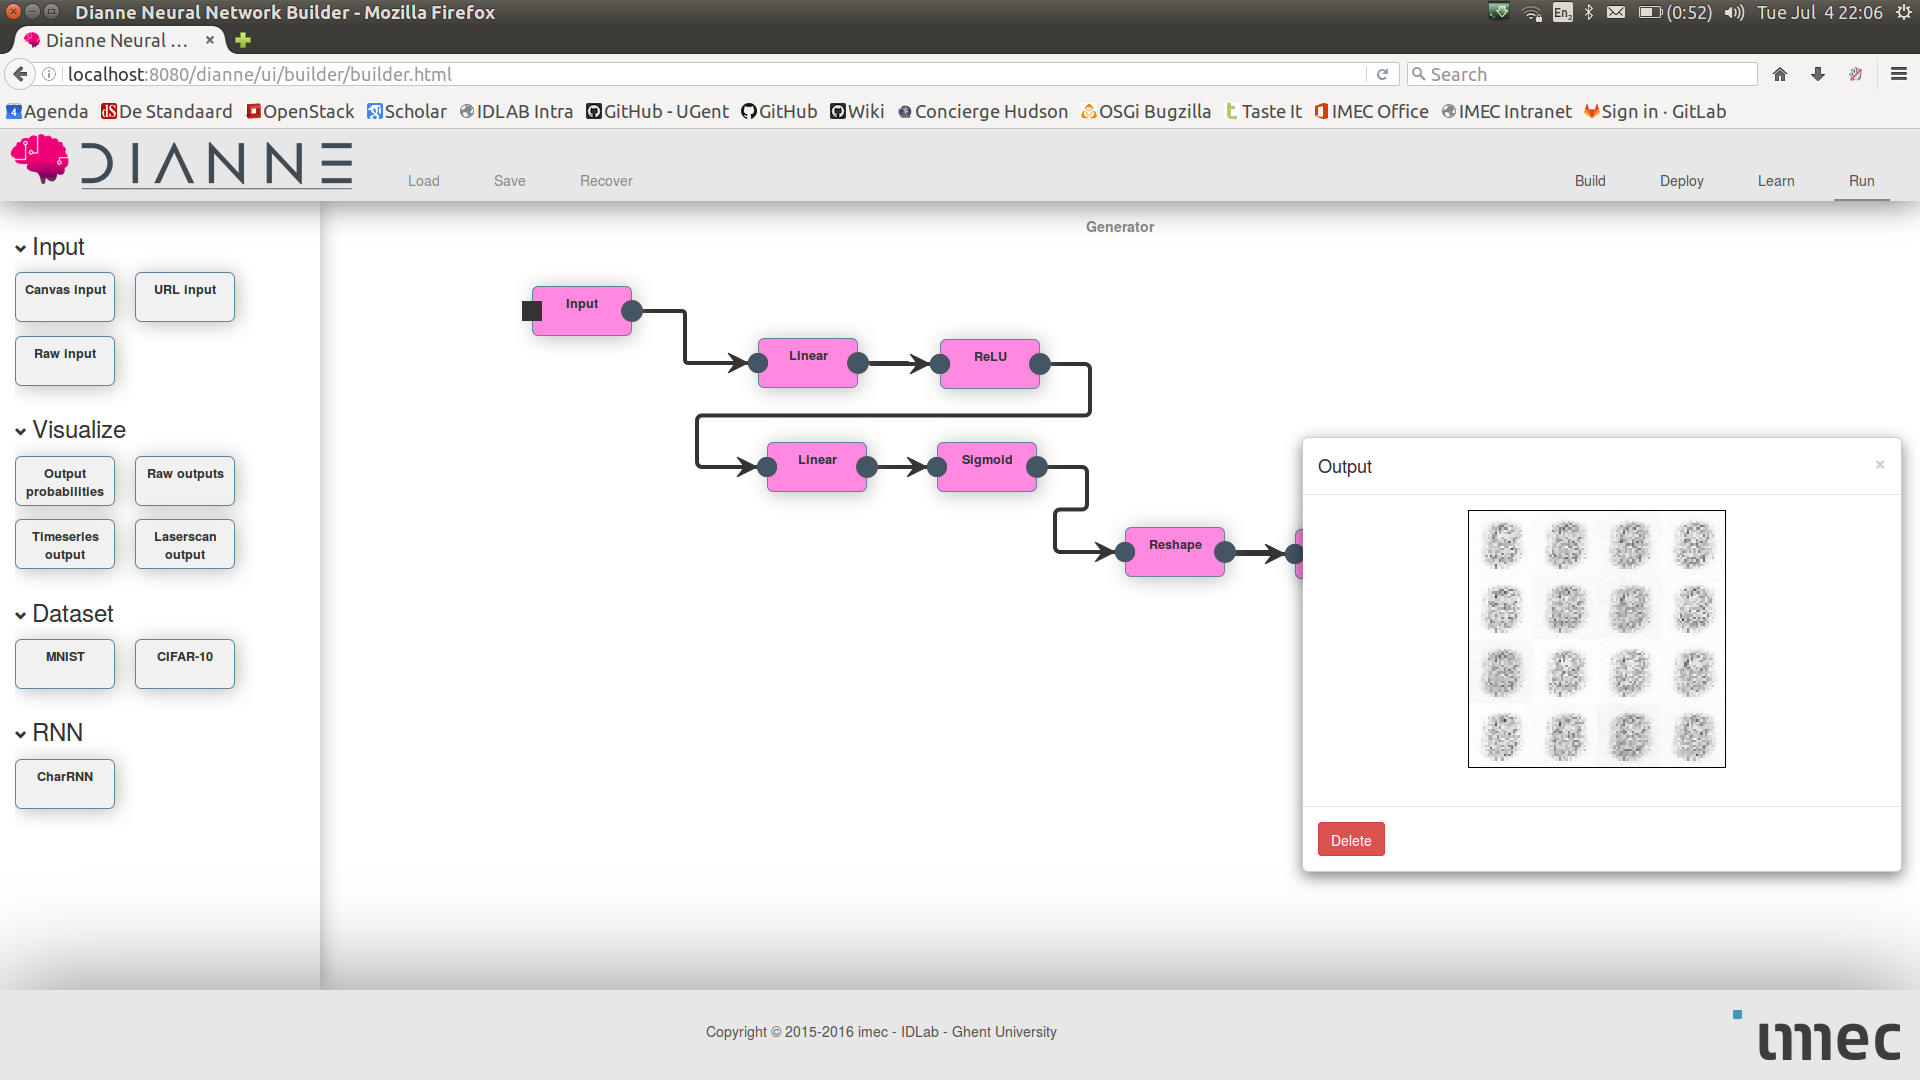 Dianne Neural Network Builder - Mozilla Firefox
En2 (0:52) Tue Jul 4 22:06
Dianne Neural ... ×
localhost:8080/dianne/ui/builder/builder.html
Search
4 Agenda dS De Standaard OpenStack Scholar IDLAB Intra GitHub - UGent GitHub Wiki Concierge Hudson OSGi Bugzilla Taste It IMEC Office IMEC Intranet Sign in · GitLab
DIANNE
Load Save Recover
Build Deploy Learn Run
Input
Canvas input
URL input
Raw input
Visualize
Output probabilities
Raw outputs
Timeseries output
Laserscan output
Dataset
MNIST
CIFAR-10
RNN
CharRNN
Generator
Input
Linear
ReLU
Linear
Sigmoid
Reshape
Output ×
Delete
Copyright © 2015-2016 imec - IDLab - Ghent University
imec